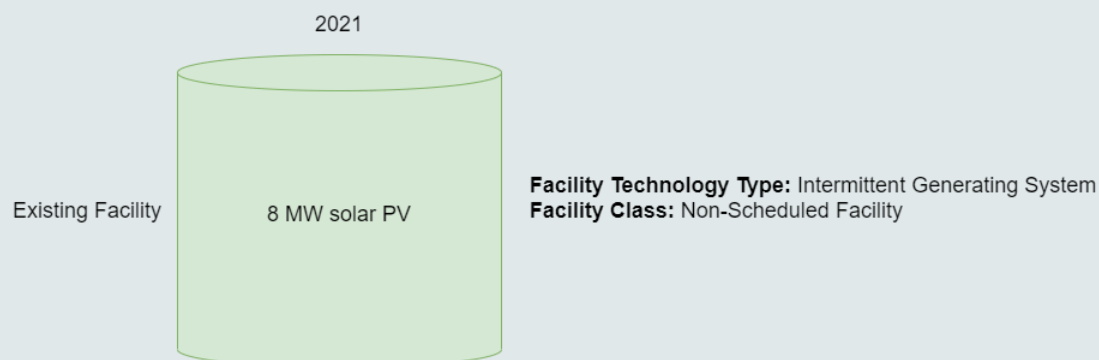 2021
Existing Facility
8 MW solar PV
Facility Technology Type: Intermittent Generating System
Facility Class: Non-Scheduled Facility